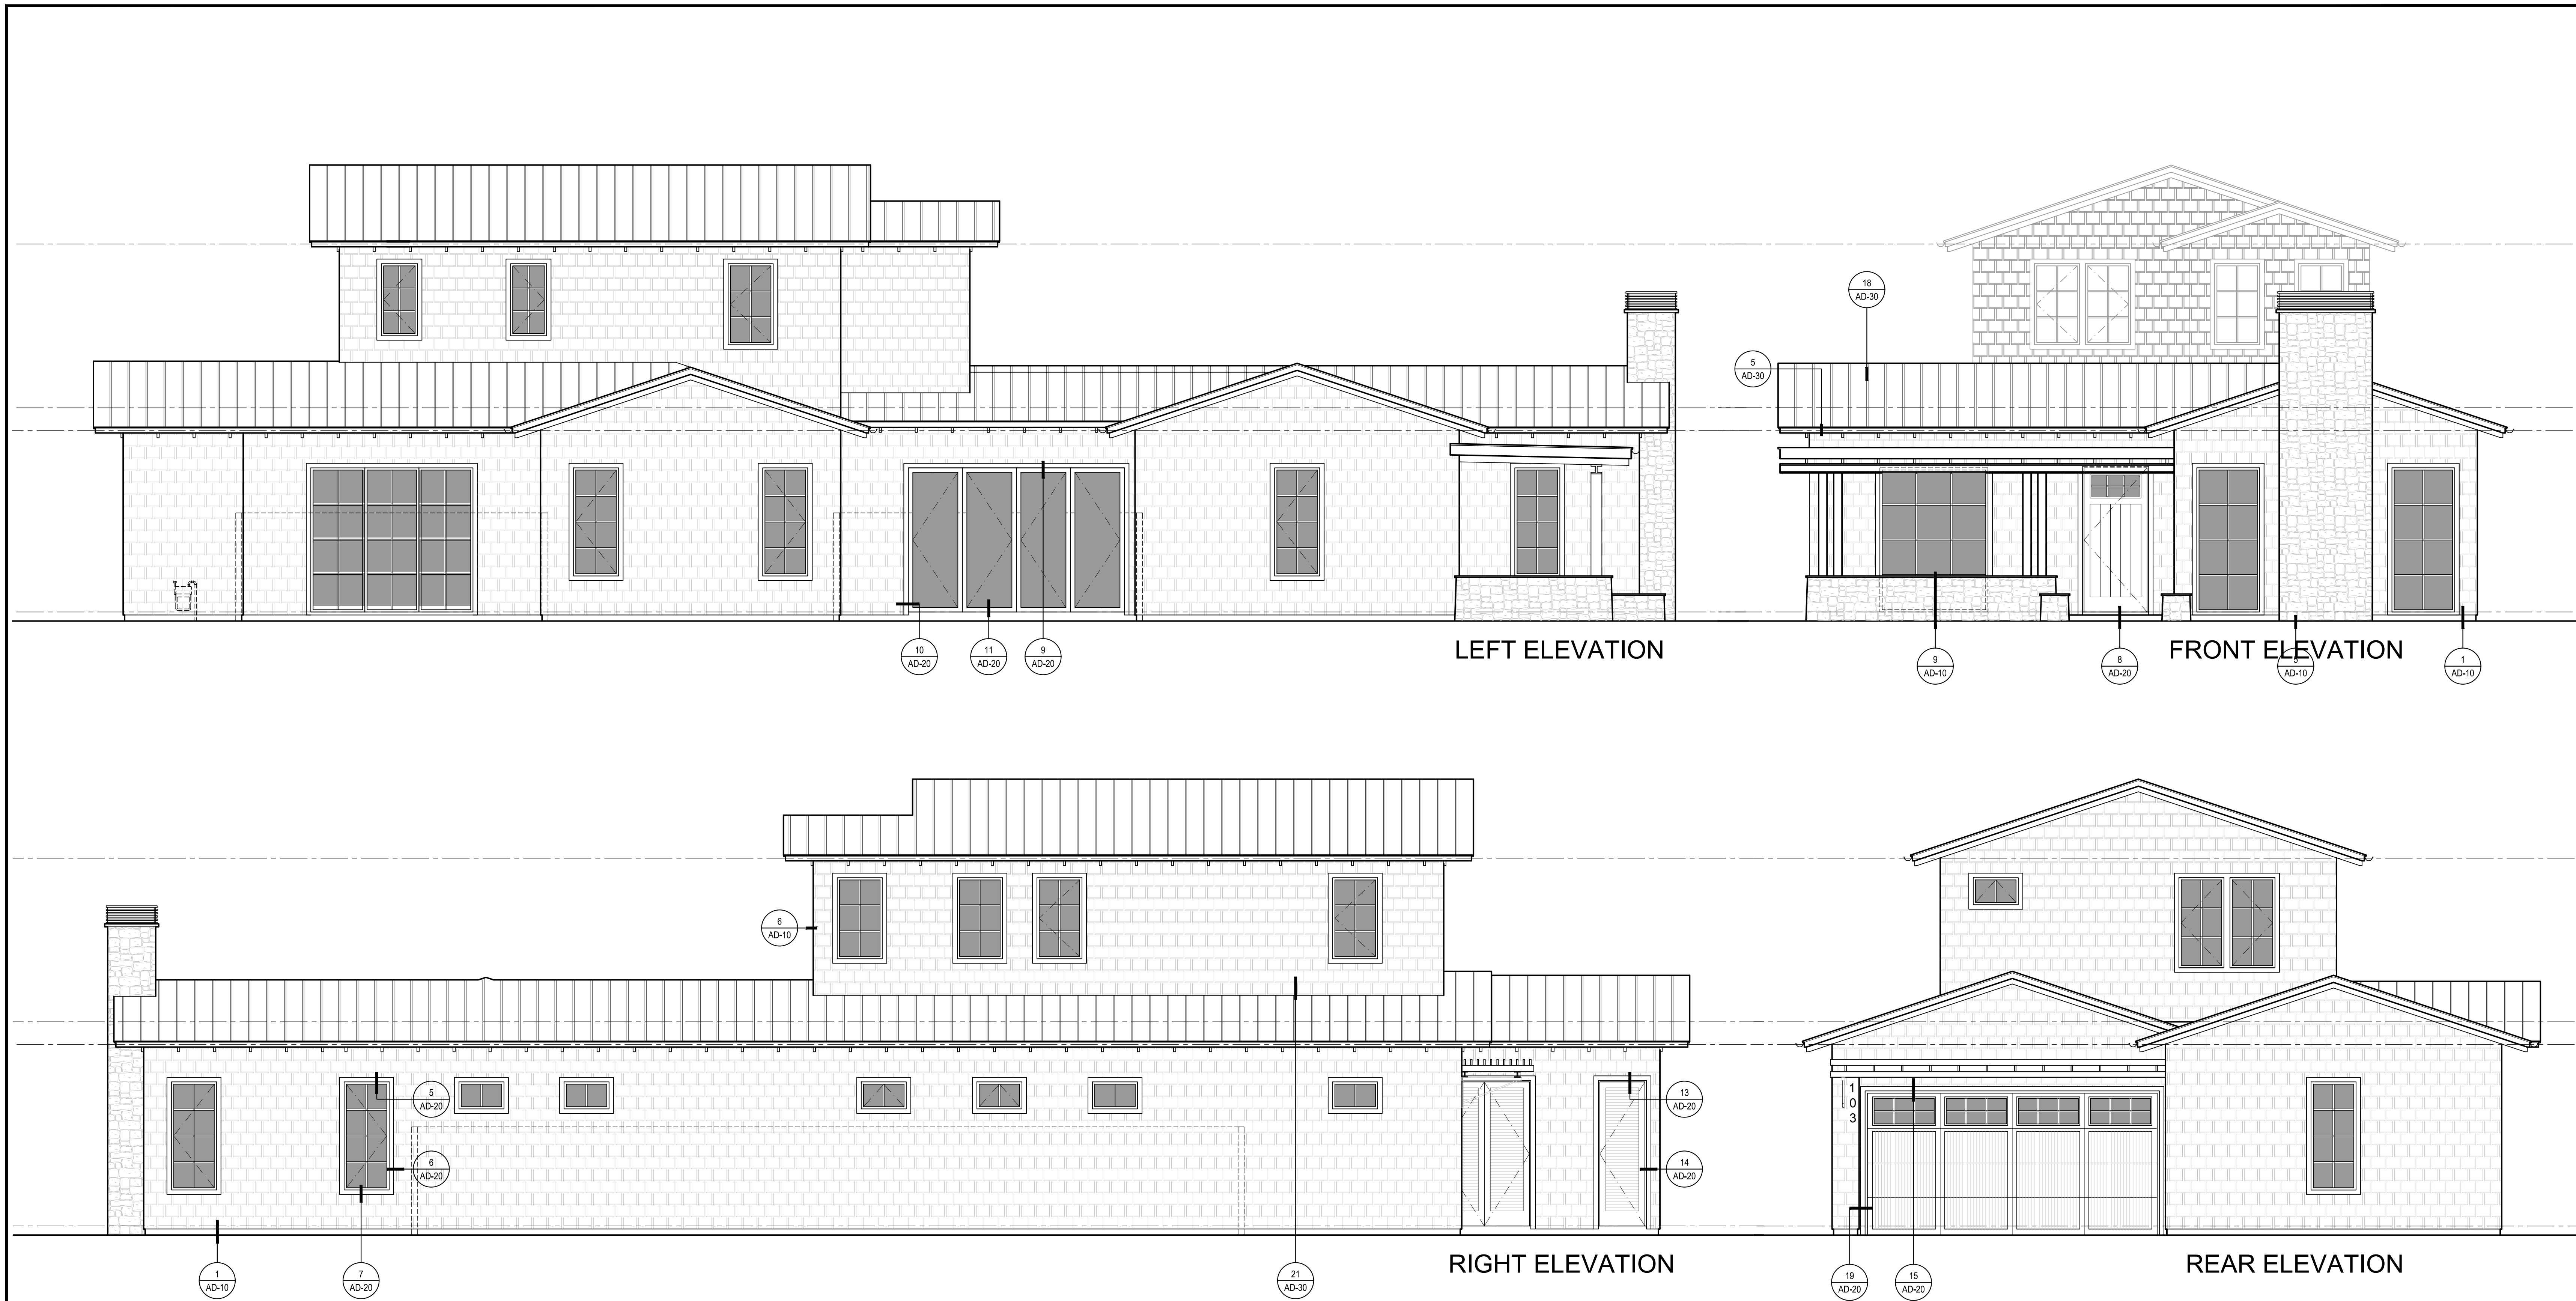 18
AD-30
5
AD-30
10
AD-20
11
AD-20
9
AD-20
LEFT ELEVATION
9
AD-10
8
AD-20
3
AD-10
1
AD-10
FRONT ELEVATION
6
AD-10
5
AD-20
6
AD-20
13
AD-20
14
AD-20
1
AD-10
7
AD-20
21
AD-30
RIGHT ELEVATION
1
0
3
19
AD-20
15
AD-20
REAR ELEVATION